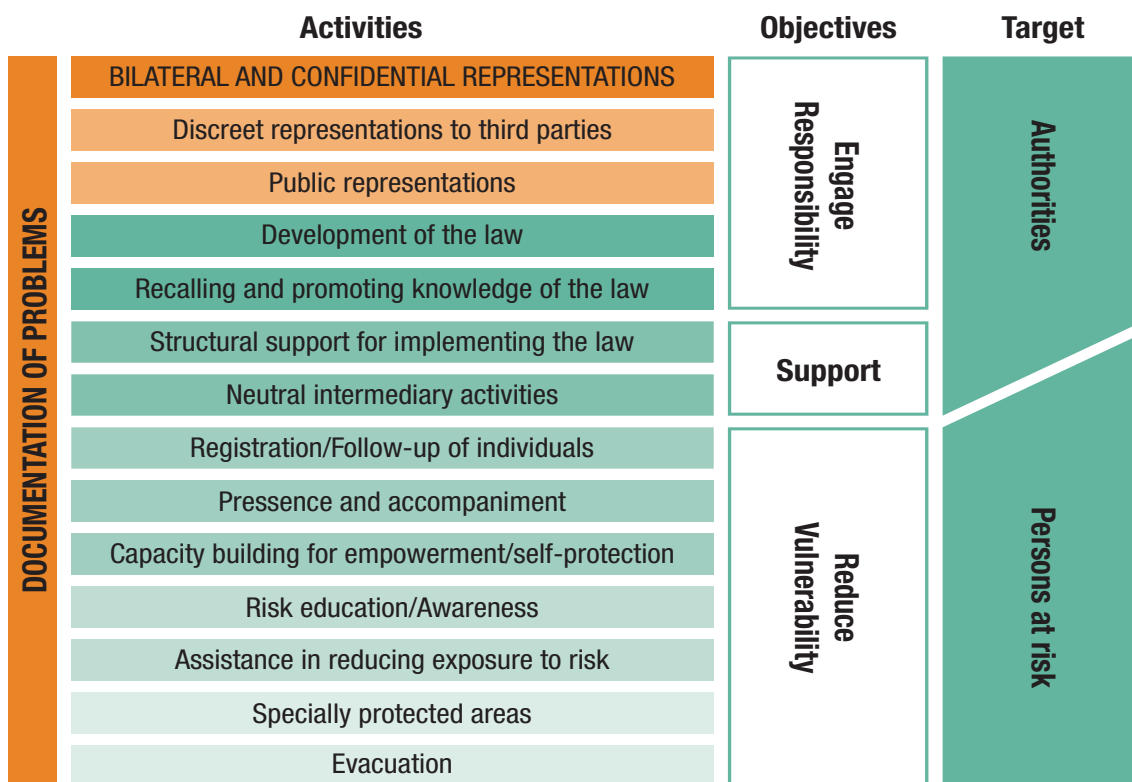 Activities
Objectives
Target
DOCUMENTATION OF PROBLEMS
BILATERAL AND CONFIDENTIAL REPRESENTATIONS
Discreet representations to third parties
Public representations
Development of the law
Recalling and promoting knowledge of the law
Structural support for implementing the law
Neutral intermediary activities
Registration/Follow-up of individuals
Pressence and accompaniment
Capacity building for empowerment/self-protection
Risk education/Awareness
Assistance in reducing exposure to risk
Specially protected areas
Evacuation
Engage
Responsibility
Support
Reduce
Vulnerability
Authorities
Persons at risk